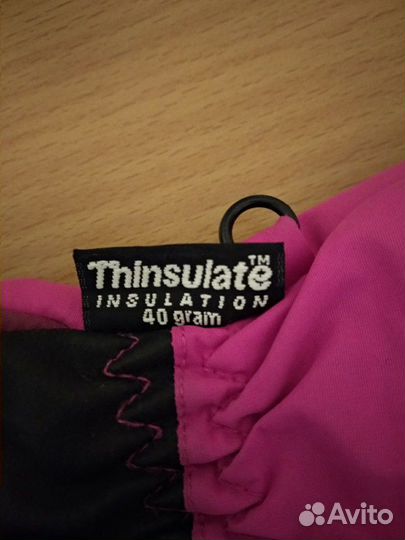 Thinsulate™
INSULATION
40 gram
Avito